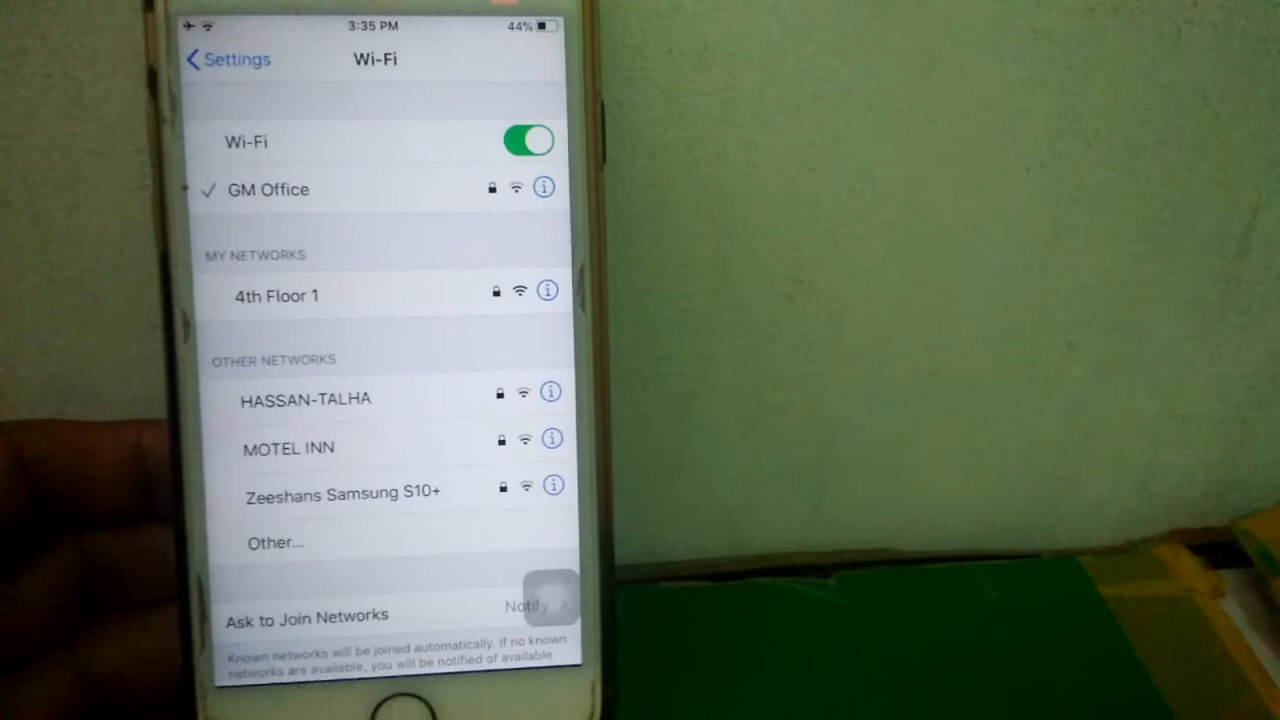 3:35 PM 44%
Settings Wi-Fi
Wi-Fi
GM Office
MY NETWORKS
4th Floor 1
OTHER NETWORKS
HASSAN-TALHA
MOTEL INN
Zeeshans Samsung S10+
Other...
Ask to Join Networks Notify
Known networks will be joined automatically. If no known
networks are available, you will be notified of available